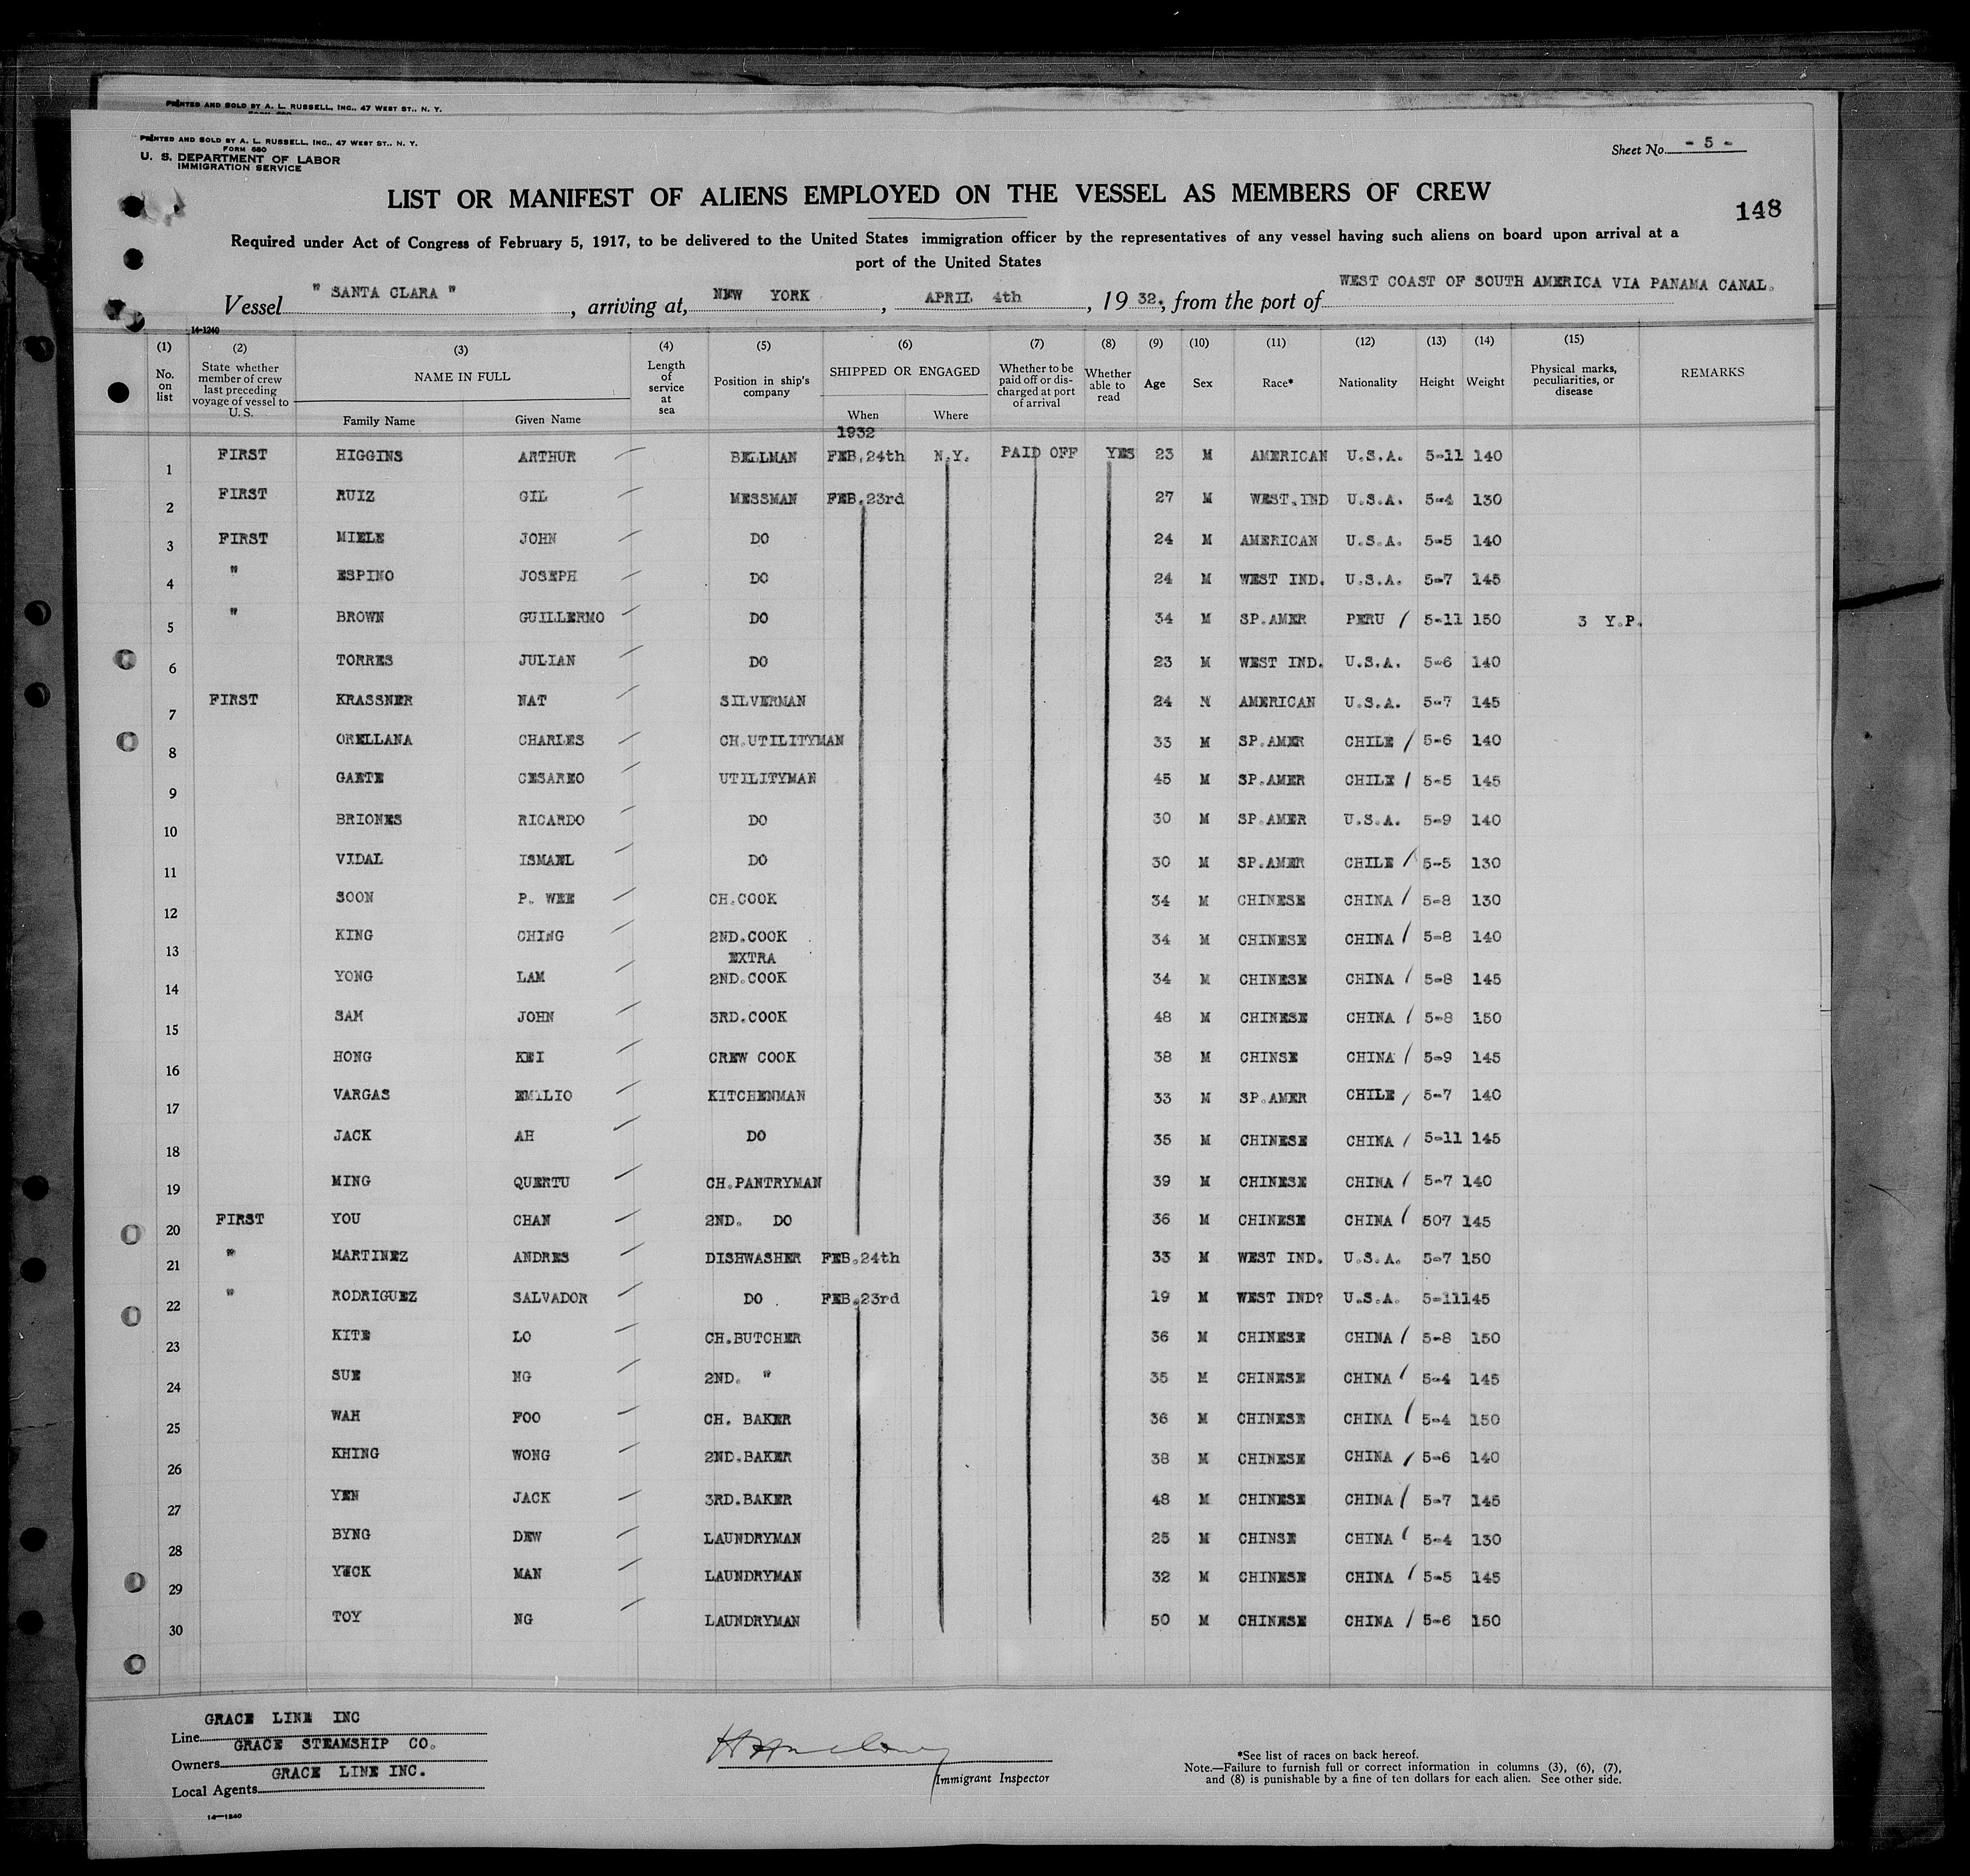 PRINTED AND SOLD BY A. L. RUSSELL, INC., 47 WEST ST., N. Y.
PRINTED AND SOLD BY A. L. RUSSELL, INC., 47 WEST ST., N. Y.
FORM 680
U. S. DEPARTMENT OF LABOR
IMMIGRATION SERVICE
Sheet No. - 5 -
LIST OR MANIFEST OF ALIENS EMPLOYED ON THE VESSEL AS MEMBERS OF CREW
148
Required under Act of Congress of February 5, 1917, to be delivered to the United States immigration officer by the representatives of any vessel having such aliens on board upon arrival at a
port of the United States
Vessel " SANTA CLARA ", arriving at, NEW YORK, APRIL 4th, 19 32., from the port of WEST COAST OF SOUTH AMERICA VIA PANAMA CANAL.
14-1240
(1) No. on list
(2) State whether member of crew last preceding voyage of vessel to U. S.
(3) NAME IN FULL Family Name Given Name
(4) Length of service at sea
(5) Position in ship's company
(6) SHIPPED OR ENGAGED When Where
(7) Whether to be paid off or discharged at port of arrival
(8) Whether able to read
(9) Age
(10) Sex
(11) Race*
(12) Nationality
(13) Height
(14) Weight
(15) Physical marks, peculiarities, or disease
REMARKS
1932
1 FIRST HIGGINS ARTHUR BELLMAN FEB.24th N.Y. PAID OFF YES 23 M AMERICAN U.S.A. 5-11 140
2 FIRST RUIZ GIL MESSMAN FEB.23rd 27 M WEST.IND U.S.A. 5-4 130
3 FIRST MIELE JOHN DO 24 M AMERICAN U.S.A. 5-5 140
4 " ESPINO JOSEPH DO 24 M WEST IND. U.S.A. 5-7 145
5 " BROWN GUILLERMO DO 34 M SP.AMER PERU / 5-11 150 3 Y.P.
6 TORRES JULIAN DO 23 M WEST IND. U.S.A. 5-6 140
7 FIRST KRASSNER NAT SILVERMAN 24 M AMERICAN U.S.A. 5-7 145
8 ORELLANA CHARLES CH.UTILITYMAN 33 M SP.AMER CHILE / 5-6 140
9 GAETE CESAREO UTILITYMAN 45 M SP.AMER CHILE / 5-5 145
10 BRIONES RICARDO DO 30 M SP.AMER U.S.A. 5-9 140
11 VIDAL ISMAEL DO 30 M SP.AMER CHILE / 5-5 130
12 SOON P. WEE CH.COOK 34 M CHINESE CHINA / 5-8 130
13 KING CHING 2ND.COOK 34 M CHINESE CHINA / 5-8 140
14 YONG LAM EXTRA 2ND.COOK 34 M CHINESE CHINA / 5-8 145
15 SAM JOHN 3RD.COOK 48 M CHINESE CHINA / 5-8 150
16 HONG KEI CREW COOK 38 M CHINSE CHINA / 5-9 145
17 VARGAS EMILIO KITCHENMAN 33 M SP.AMER CHILE / 5-7 140
18 JACK AH DO 35 M CHINESE CHINA / 5-11 145
19 MING QUERTU CH.PANTRYMAN 39 M CHINESE CHINA / 5-7 140
20 FIRST YOU CHAN 2ND. DO 36 M CHINESE CHINA / 507 145
21 " MARTINEZ ANDRES DISHWASHER FEB.24th 33 M WEST IND. U.S.A. 5-7 150
22 " RODRIGUEZ SALVADOR DO . FEB.23rd 19 M WEST IND? U.S.A. 5-11145
23 KITE LO CH.BUTCHER 36 M CHINESE CHINA / 5-8 150
24 SUE NG 2ND. " 35 M CHINESE CHINA / 5-4 145
25 WAH FOO CH. BAKER 36 M CHINESE CHINA / 5-4 150
26 KHING WONG 2ND.BAKER 38 M CHINESE CHINA / 5-6 140
27 YEN JACK 3RD.BAKER 48 M CHINESE CHINA / 5-7 145
28 BYNG DEW LAUNDRYMAN 25 M CHINSE CHINA / 5-4 130
29 YECK MAN LAUNDRYMAN 32 M CHINESE CHINA / 5-5 145
30 TOY NG LAUNDRYMAN 50 M CHINESE CHINA / 5-6 150
Line GRACE LINE INC
Owners GRACE STEAMSHIP CO.
Local Agents GRACE LINE INC.
14-1240
Immigrant Inspector
*See list of races on back hereof.
Note.—Failure to furnish full or correct information in columns (3), (6), (7),
and (8) is punishable by a fine of ten dollars for each alien. See other side.